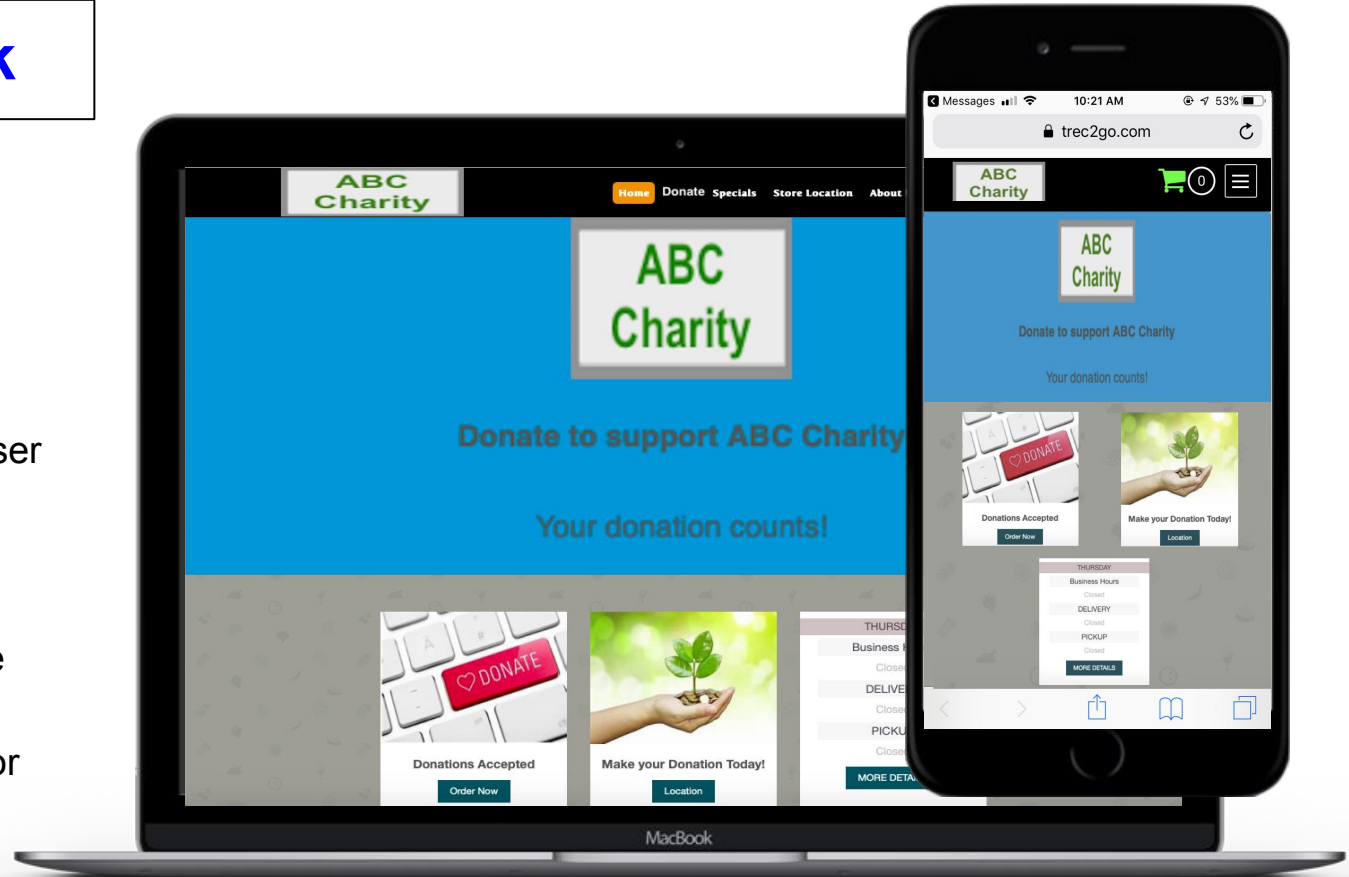 k
ser
e
or
ABC
Charity
Home Donate Specials Store Location About
ABC
Charity
Donate to support ABC Charity
Your donation counts!
DONATE
Donations Accepted
Order Now
Make your Donation Today!
Location
THURSD
Business H
Close
DELIVE
Close
PICKU
Close
MORE DETA
MacBook
Messages 10:21 AM 53%
trec2go.com
ABC
Charity
0
ABC
Charity
Donate to support ABC Charity
Your donation counts!
DONATE
Donations Accepted
Order Now
Make your Donation Today!
Location
THURSDAY
Business Hours
Closed
DELIVERY
Closed
PICKUP
Closed
MORE DETAILS